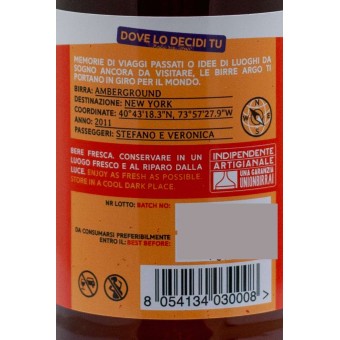 DOVE LO DECIDI TU
MEMORIE DI VIAGGI PASSATI O IDEE DI LUOGHI DA
SOGNO ANCORA DA VISITARE, LE BIRRE ARGO TI
PORTANO IN GIRO PER IL MONDO.
BIRRA: AMBERGROUND
DESTINAZIONE: NEW YORK
COORDINATE: 40°43'18.3"N, 73°57'27.9"W
ANNO: 2011
PASSEGGERI: STEFANO E VERONICA
BERE FRESCA. CONSERVARE IN UN
LUOGO FRESCO E AL RIPARO DALLA
LUCE. ENJOY AS FRESH AS POSSIBLE.
STORE IN A COOL DARK PLACE.
INDIPENDENTE
ARTIGIANALE
UNA GARANZIA
UNIONBIRRAI
NR LOTTO: BATCH NO:
DA CONSUMARSI PREFERIBILMENTE
ENTRO IL: BEST BEFORE:
8 054134 030008 >